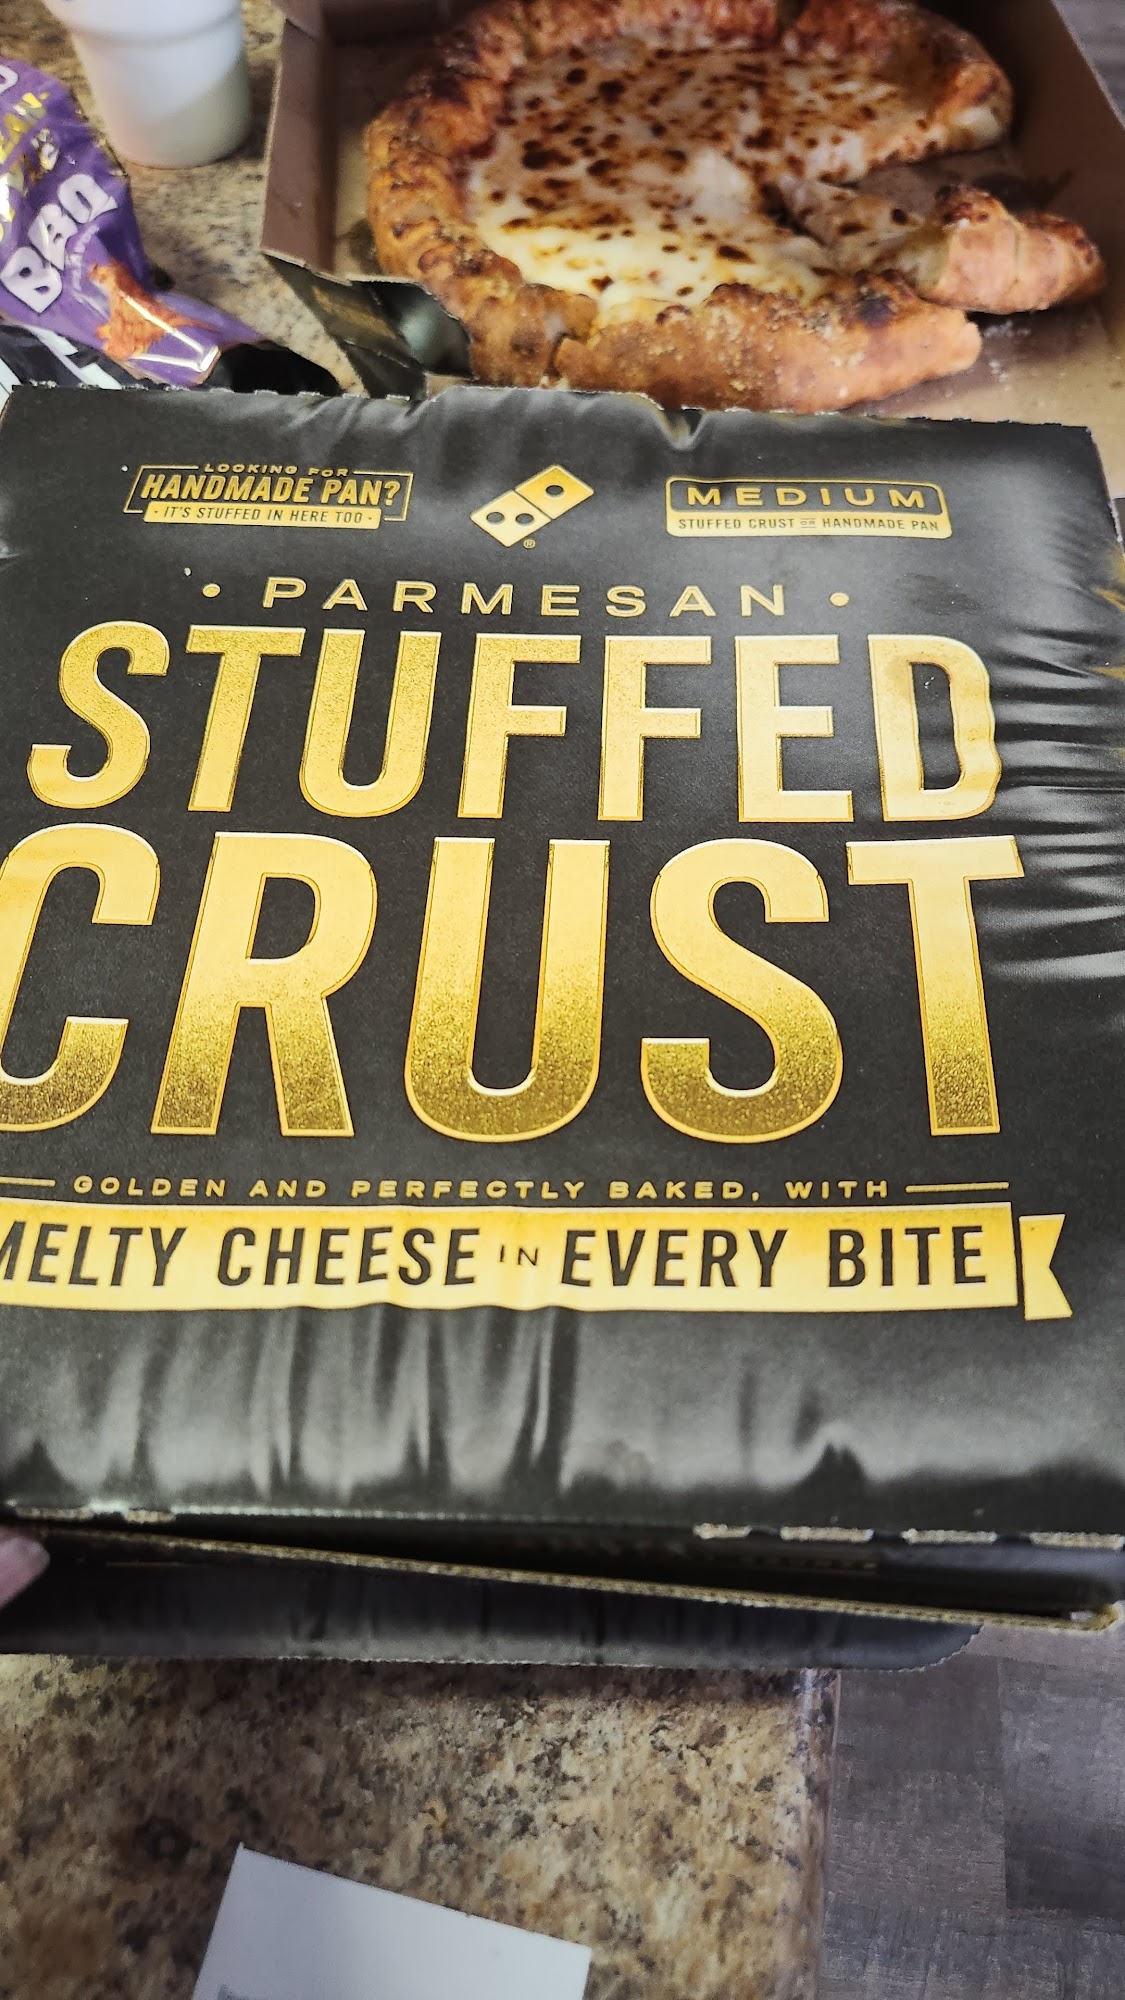 BBQ
LOOKING FOR
HANDMADE PAN?
• IT'S STUFFED IN HERE TOO •
®
MEDIUM
STUFFED CRUST OR HANDMADE PAN
• PARMESAN •
STUFFED
CRUST
GOLDEN AND PERFECTLY BAKED, WITH
MELTY CHEESE IN EVERY BITE